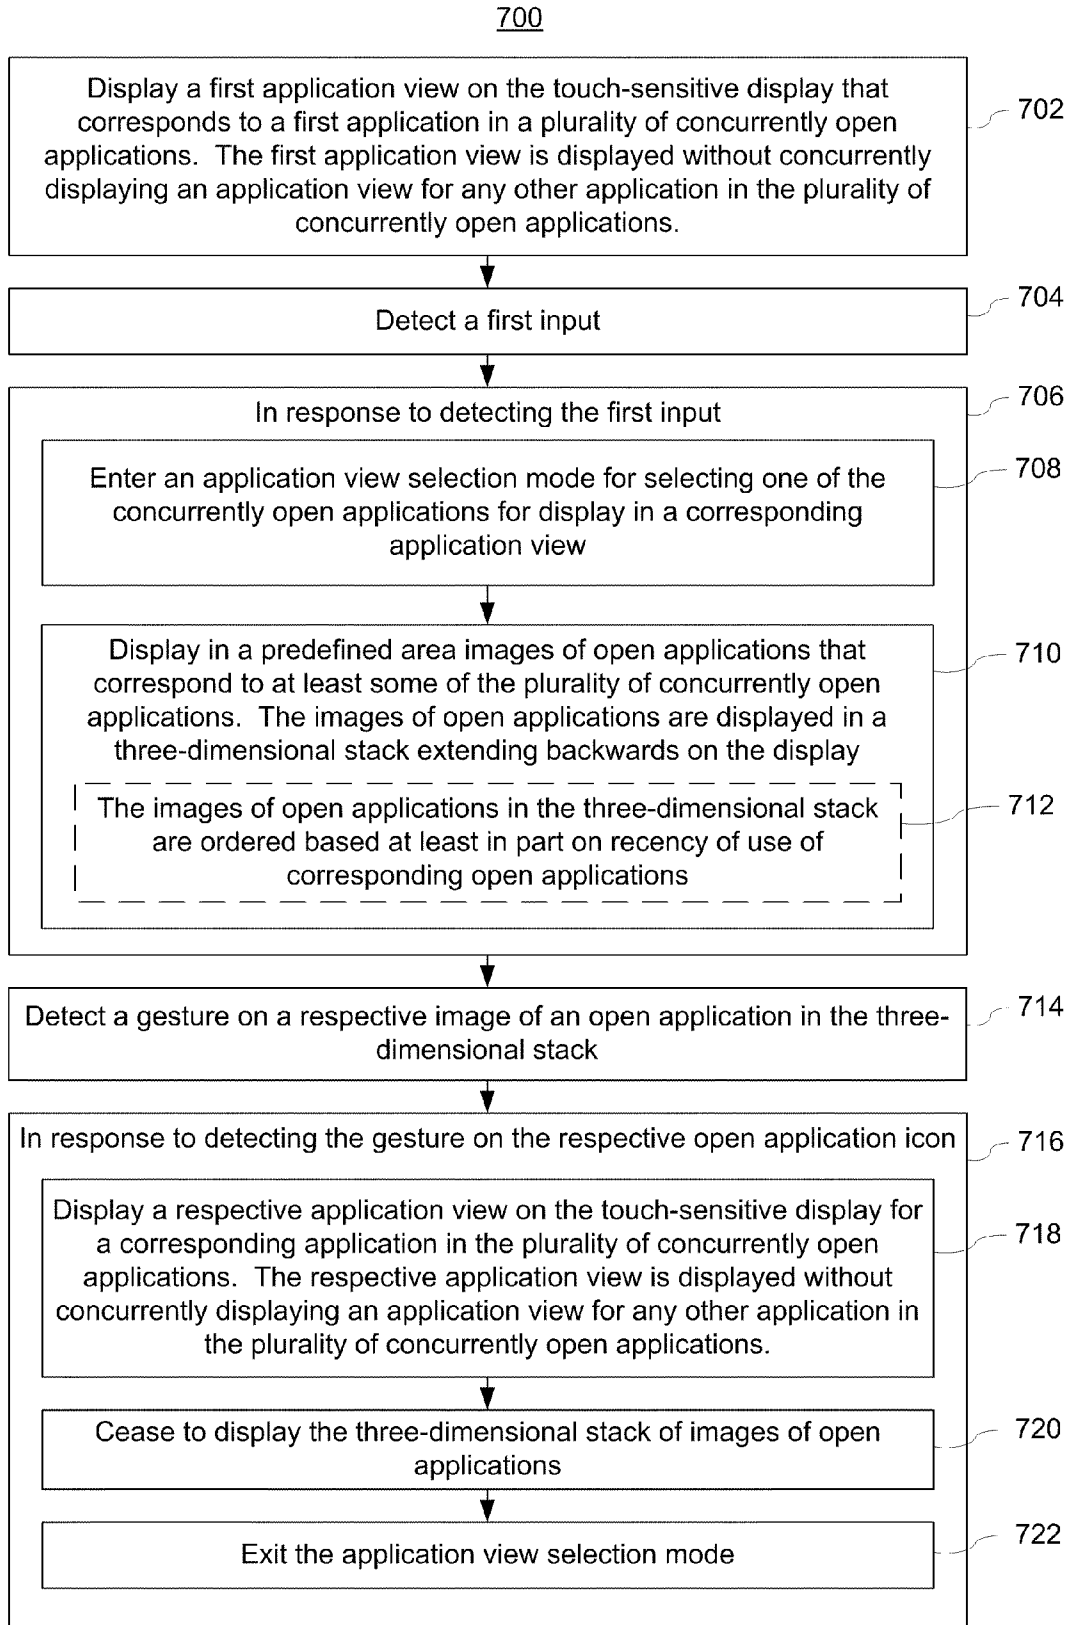 700
Display a first application view on the touch-sensitive display that
corresponds to a first application in a plurality of concurrently open
applications. The first application view is displayed without concurrently
displaying an application view for any other application in the plurality of
concurrently open applications.
702
Detect a first input
704
In response to detecting the first input
706
Enter an application view selection mode for selecting one of the
concurrently open applications for display in a corresponding
application view
708
Display in a predefined area images of open applications that
correspond to at least some of the plurality of concurrently open
applications. The images of open applications are displayed in a
three-dimensional stack extending backwards on the display
710
The images of open applications in the three-dimensional stack
are ordered based at least in part on recency of use of
corresponding open applications
712
Detect a gesture on a respective image of an open application in the three-
dimensional stack
714
In response to detecting the gesture on the respective open application icon
716
Display a respective application view on the touch-sensitive display for
a corresponding application in the plurality of concurrently open
applications. The respective application view is displayed without
concurrently displaying an application view for any other application in
the plurality of concurrently open applications.
718
Cease to display the three-dimensional stack of images of open
applications
720
Exit the application view selection mode
722